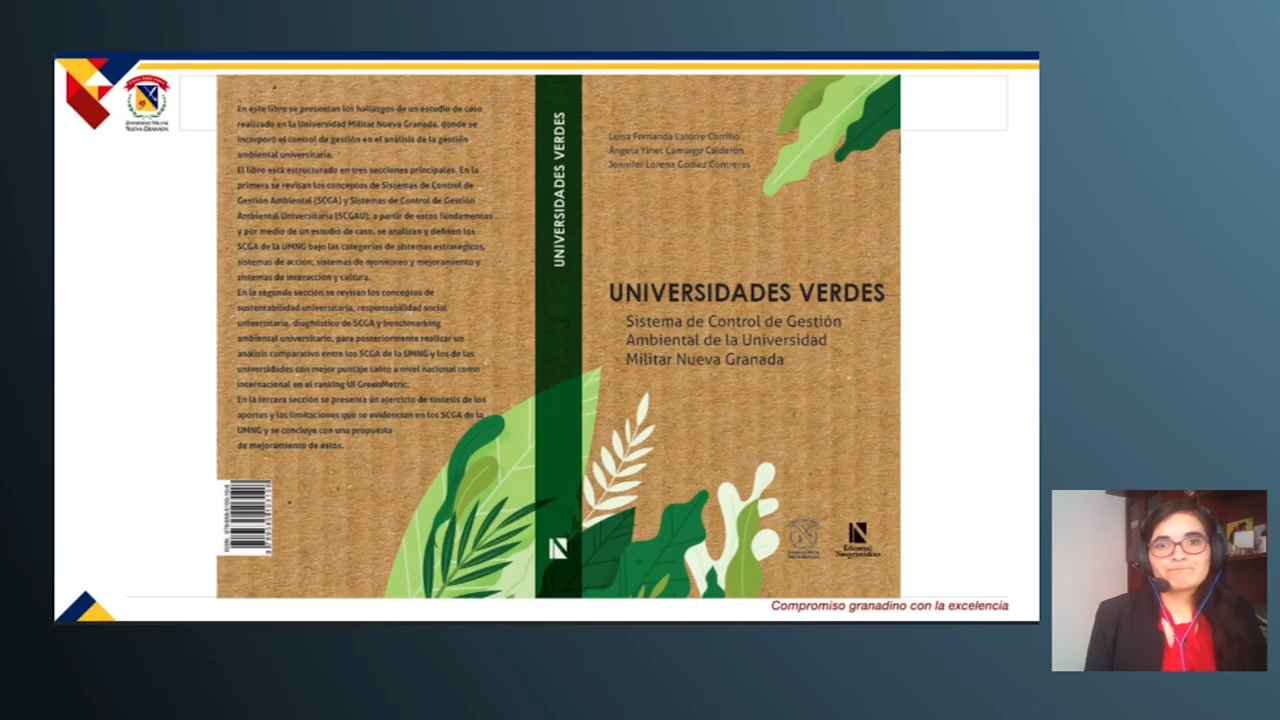 UNIVERSIDAD MILITAR
NUEVA GRANADA
En este libro se presentan los hallazgos de un estudio de caso
realizado en la Universidad Militar Nueva Granada, donde se
incorporó el control de gestión en el análisis de la gestión
ambiental universitaria.
El libro está estructurado en tres secciones principales. En la
primera se revisan los conceptos de Sistemas de Control de
Gestión Ambiental (SCGA) y Sistemas de Control de Gestión
Ambiental Universitaria (SCGAU); a partir de estos fundamentos
y por medio de un estudio de caso, se analizan y definen los
SCGA de la UMNG bajo las categorías de sistemas estratégicos,
sistemas de acción, sistemas de monitoreo y mejoramiento y
sistemas de interacción y cultura.
En la segunda sección se revisan los conceptos de
sustentabilidad universitaria, responsabilidad social
universitaria, diagnóstico de SCGA y benchmarking
ambiental universitario, para posteriormente realizar un
análisis comparativo entre los SCGA de la UMNG y los de las
universidades con mejor puntaje tanto a nivel nacional como
internacional en el ranking UI GreenMetric.
En la tercera sección se presenta un ejercicio de síntesis de los
aportes y las limitaciones que se evidencian en los SCGA de la
UMNG y se concluye con una propuesta
de mejoramiento de estos.
UNIVERSIDADES VERDES
Luisa Fernanda Latorre Carrillo
Ángela Yinet Camargo Calderón,
Jennifer Lorena Gómez Contreras
UNIVERSIDADES VERDES
Sistema de Control de Gestión
Ambiental de la Universidad
Militar Nueva Granada
Editorial
Neogranadina
Compromiso granadino con la excelencia